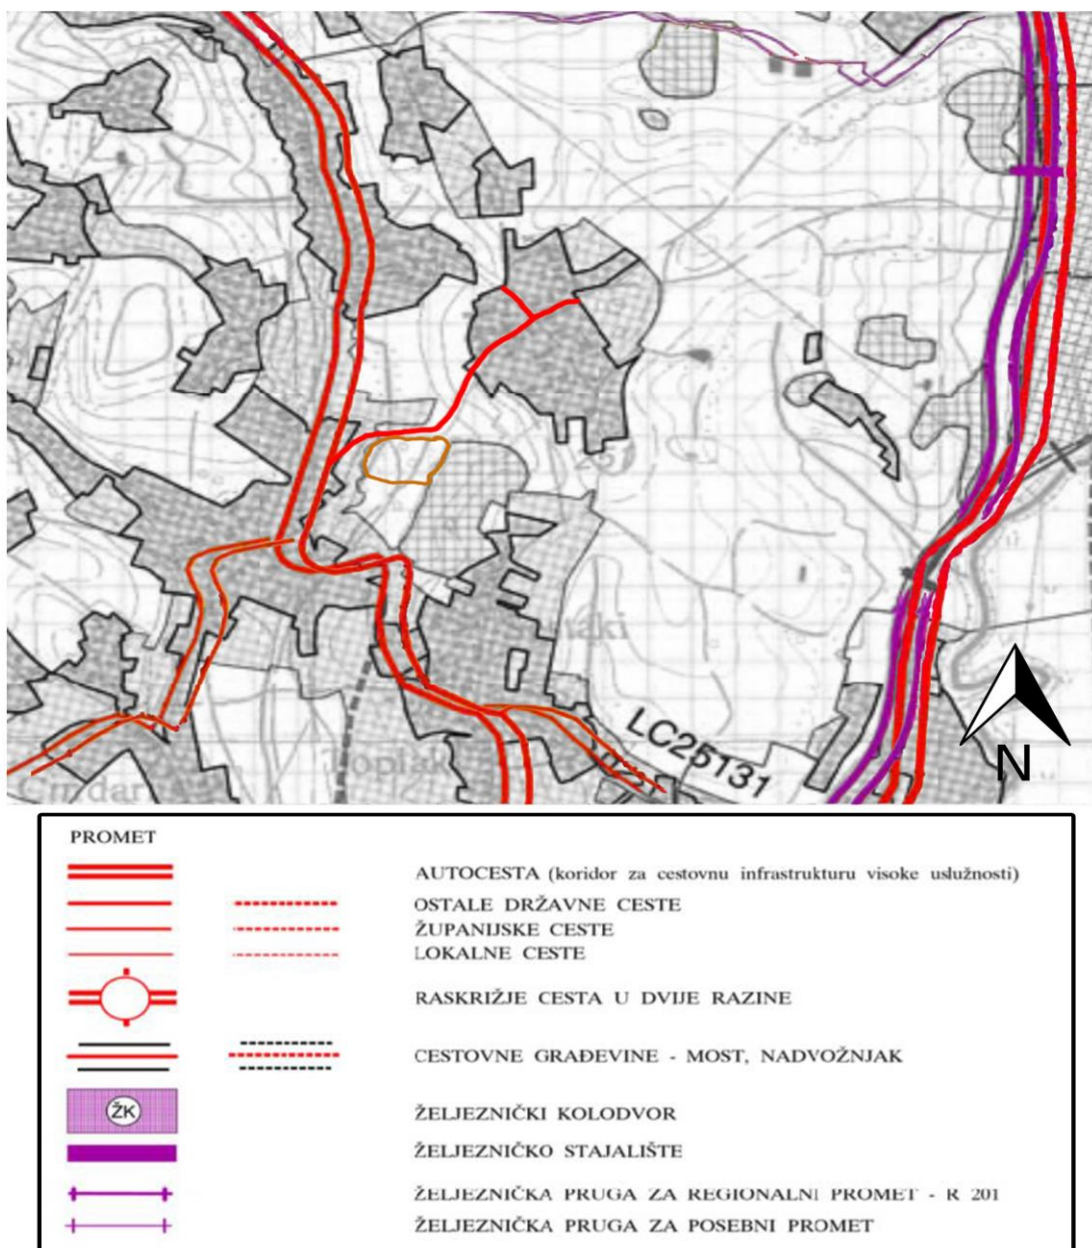 LC25131
N
PROMET
AUTOCESTA (koridor za cestovnu infrastrukturu visoke uslužnosti)
OSTALE DRŽAVNE CESTE
ŽUPANIJSKE CESTE
LOKALNE CESTE
RASKRIŽJE CESTA U DVIJE RAZINE
CESTOVNE GRAĐEVINE - MOST, NADVOŽNJAK
ŽK
ŽELJEZNIČKI KOLODVOR
ŽELJEZNIČKO STAJALIŠTE
ŽELJEZNIČKA PRUGA ZA REGIONALNI PROMET - R 201
ŽELJEZNIČKA PRUGA ZA POSEBNI PROMET